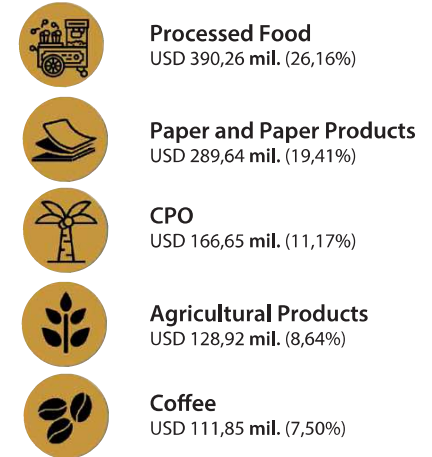 Processed Food
USD 390,26 mil. (26,16%)
Paper and Paper Products
USD 289,64 mil. (19,41%)
CPO
USD 166,65 mil. (11,17%)
Agricultural Products
USD 128,92 mil. (8,64%)
Coffee
USD 111,85 mil. (7,50%)